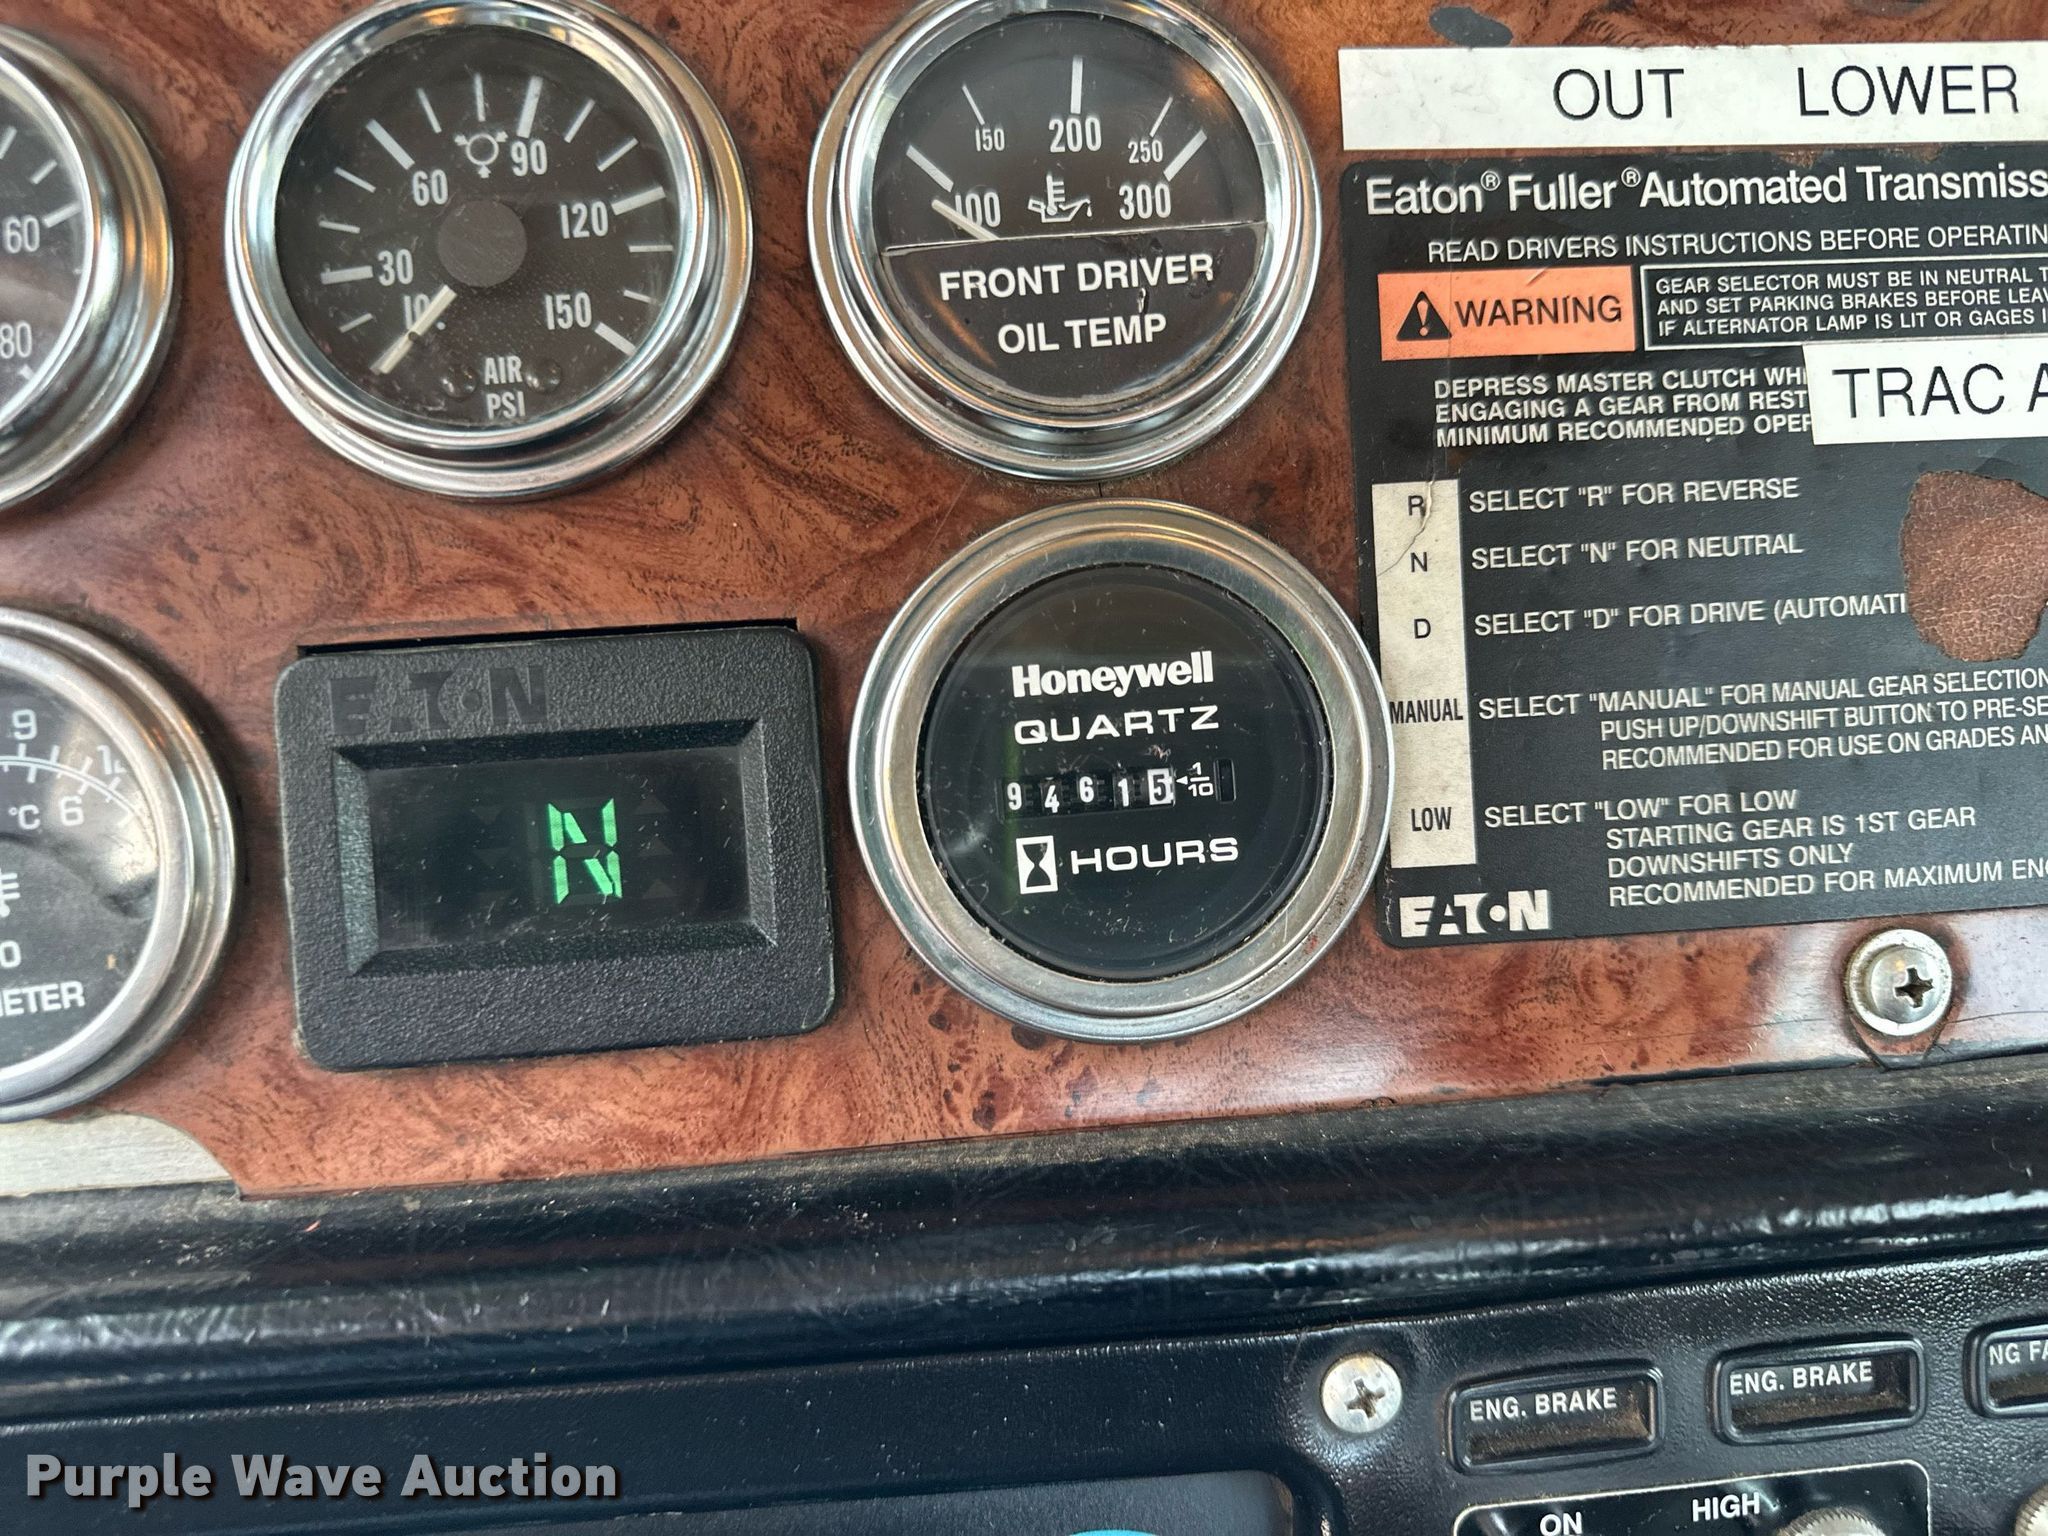 60
80
60
90
30
120
10
150
AIR
PSI
150
200
250
100
300
FRONT DRIVER
OIL TEMP
OUT LOWER
Eaton® Fuller® Automated Transmiss
READ DRIVERS INSTRUCTIONS BEFORE OPERATIN
WARNING
GEAR SELECTOR MUST BE IN NEUTRAL T
AND SET PARKING BRAKES BEFORE LEAV
IF ALTERNATOR LAMP IS LIT OR GAGES I
DEPRESS MASTER CLUTCH WH
ENGAGING A GEAR FROM REST
MINIMUM RECOMMENDED OPER
TRAC A
R SELECT "R" FOR REVERSE
N SELECT "N" FOR NEUTRAL
D SELECT "D" FOR DRIVE (AUTOMATI
MANUAL SELECT "MANUAL" FOR MANUAL GEAR SELECTION
PUSH UP/DOWNSHIFT BUTTON TO PRE-SE
RECOMMENDED FOR USE ON GRADES AN
LOW SELECT "LOW" FOR LOW
STARTING GEAR IS 1ST GEAR
DOWNSHIFTS ONLY
RECOMMENDED FOR MAXIMUM EN
EATON
9
°C 6
0
METER
EATON
N
Honeywell
QUARTZ
94615 1/10
HOURS
ENG. BRAKE
ENG. BRAKE
NG FA
ON HIGH
Purple Wave Auction